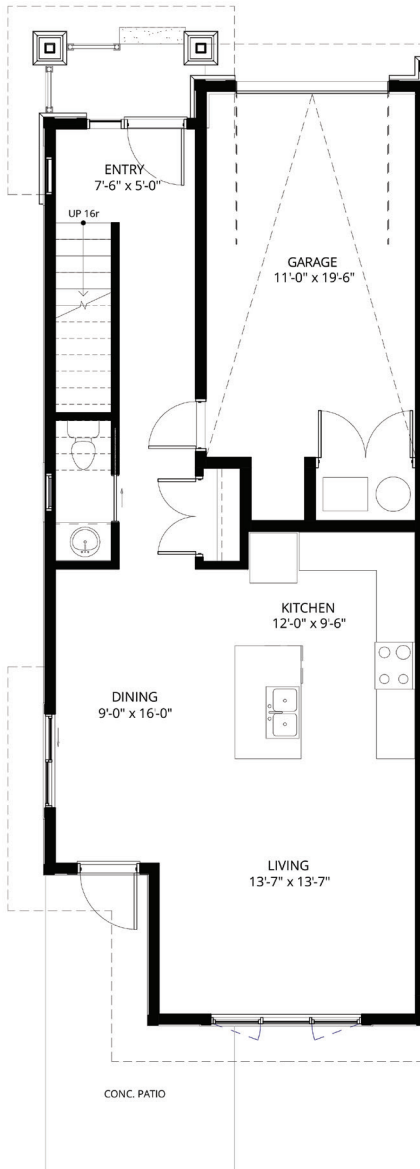 ENTRY
7'-6" x 5'-0"
UP 16r
GARAGE
11'-0" x 19'-6"
KITCHEN
12'-0" x 9'-6"
DINING
9'-0" x 16'-0"
LIVING
13'-7" x 13'-7"
CONC. PATIO